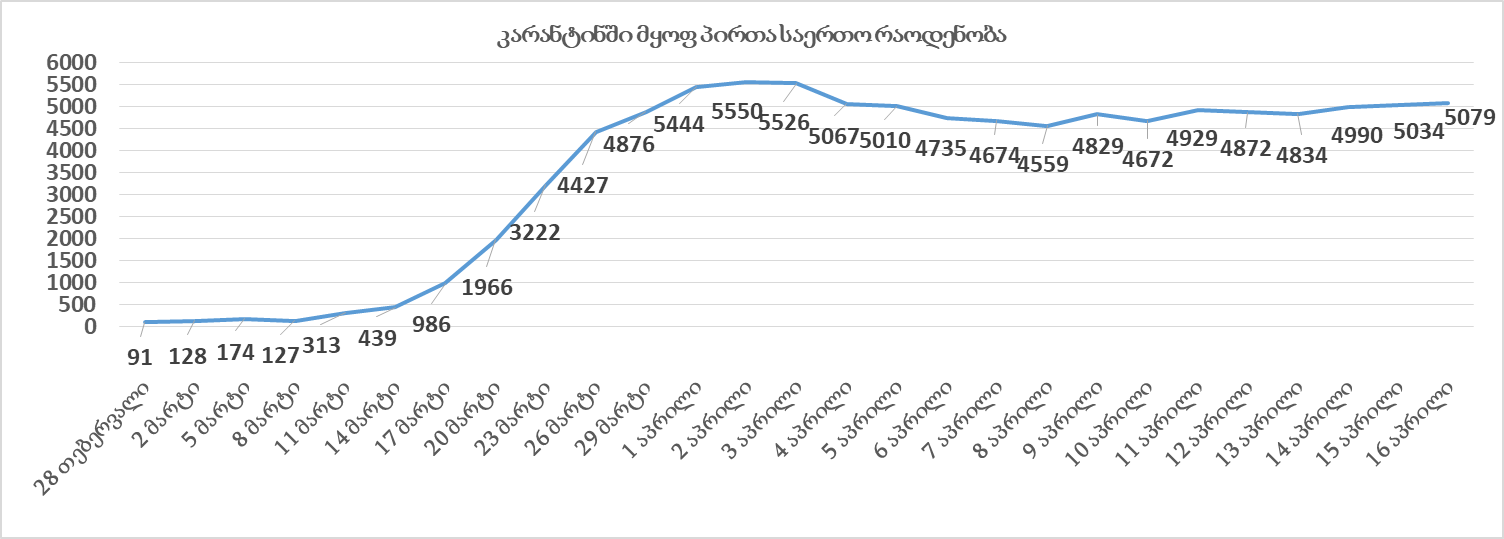 კარანტინში მყოფ პირთა საერთო რაოდენობა
6000
5500
5000
4500
4000
3500
3000
2500
2000
1500
1000
500
0
91
128
174
127
313
439
986
1966
3222
4427
4876
5444
5550
5526
5067
5010
4735
4674
4559
4829
4672
4929
4872
4834
4990
5034
5079
28 თებერვალი
2 მარტი
5 მარტი
8 მარტი
11 მარტი
14 მარტი
17 მარტი
20 მარტი
23 მარტი
26 მარტი
29 მარტი
1 აპრილი
2 აპრილი
3 აპრილი
4 აპრილი
5 აპრილი
6 აპრილი
7 აპრილი
8 აპრილი
9 აპრილი
10 აპრილი
11 აპრილი
12 აპრილი
13 აპრილი
14 აპრილი
15 აპრილი
16 აპრილი